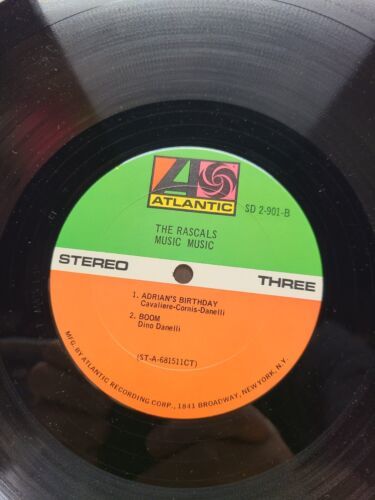 ATLANTIC
SD 2-901-B
THE RASCALS
MUSIC MUSIC
STEREO
THREE
1. ADRIAN'S BIRTHDAY
Cavaliere-Cornis-Danelli
2. BOOM
Dino Danelli
(ST-A-681511CT)
MFG. BY ATLANTIC RECORDING CORP., 1841 BROADWAY, NEW YORK, N.Y.